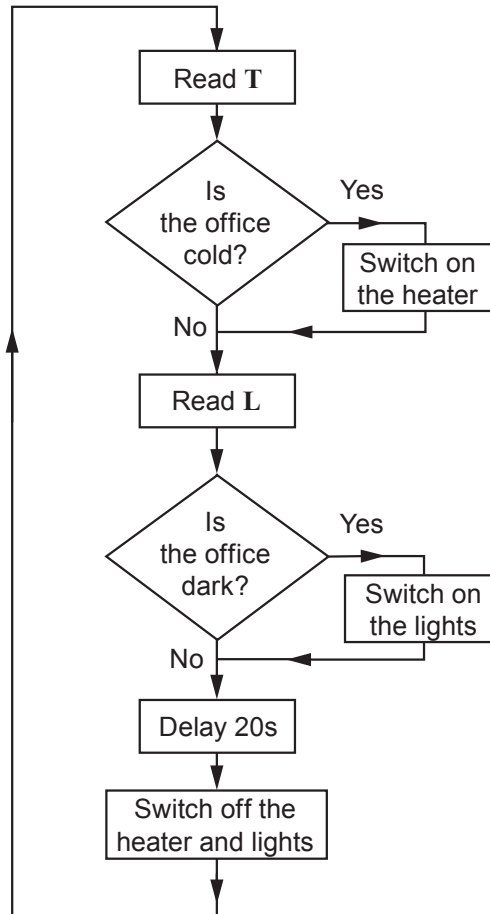 Read T
Is
the office
cold?
Yes
Switch on
the heater
No
Read L
Is
the office
dark?
Yes
Switch on
the lights
No
Delay 20s
Switch off the
heater and lights